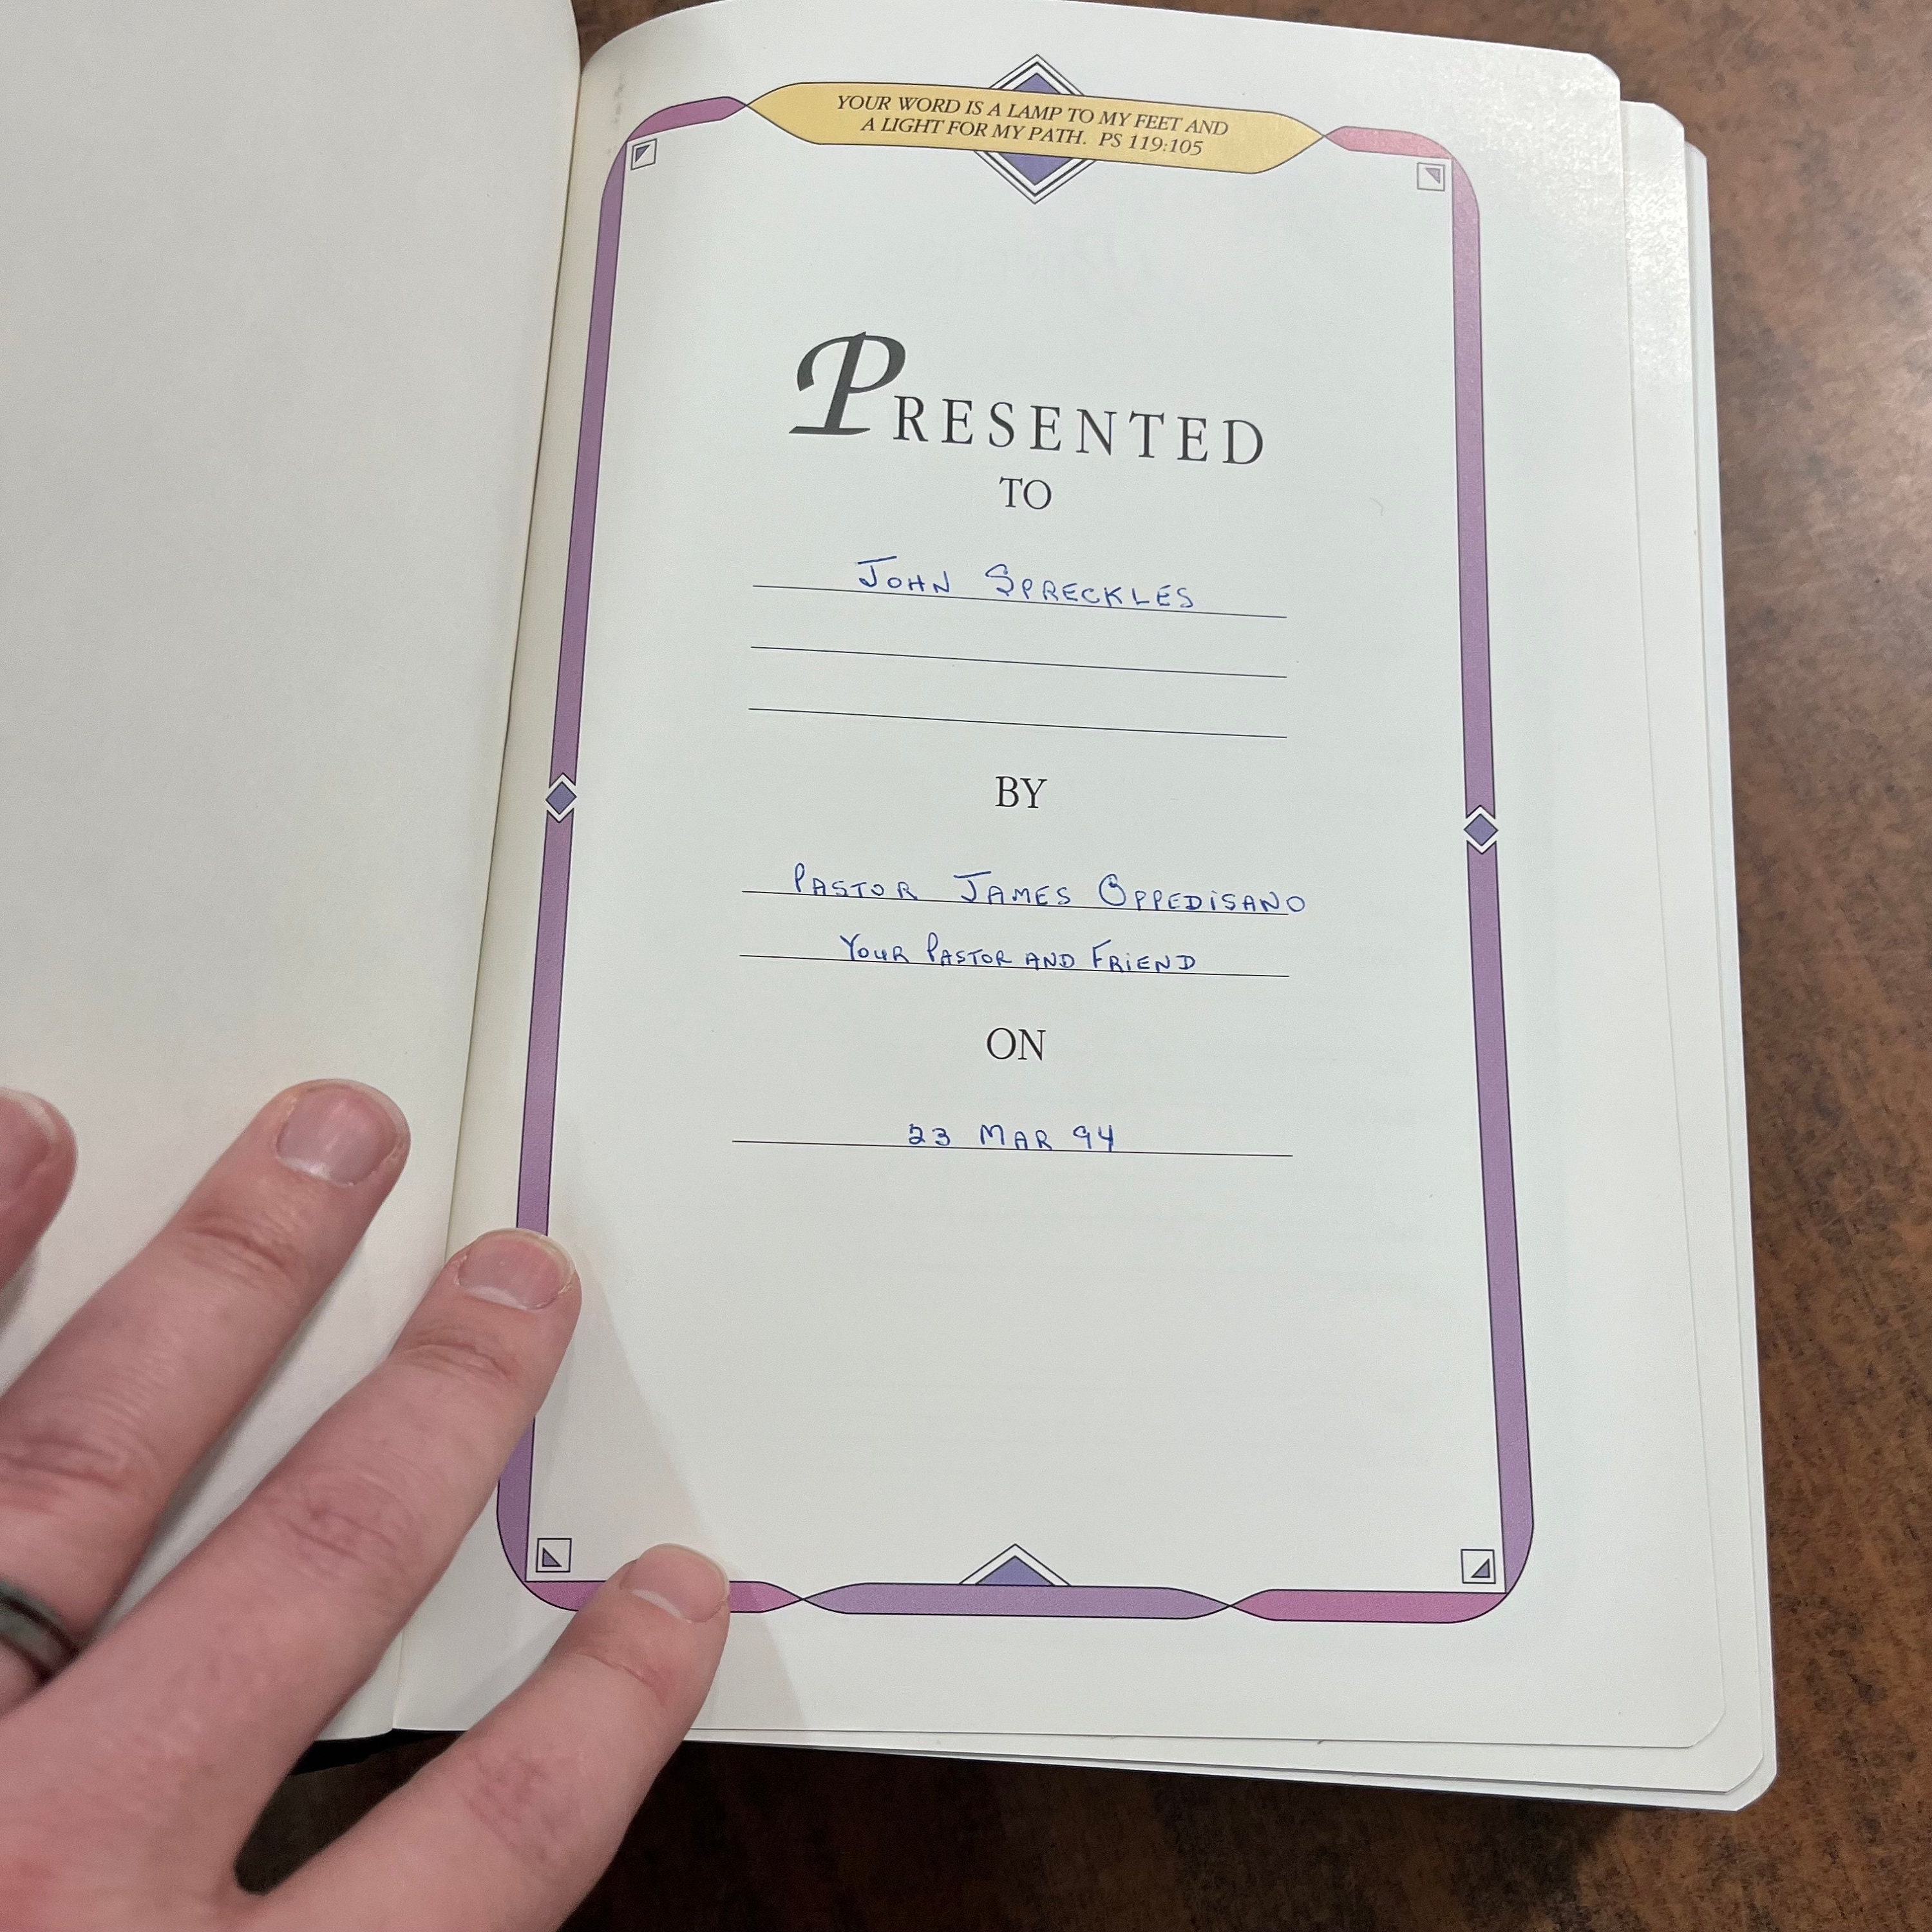 YOUR WORD IS A LAMP TO MY FEET AND
A LIGHT FOR MY PATH. PS 119:105
PRESENTED
TO
JOHN SPRECKLES
BY
PASTOR JAMES OPPEDISANO
YOUR PASTOR AND FRIEND
ON
23 MAR 94